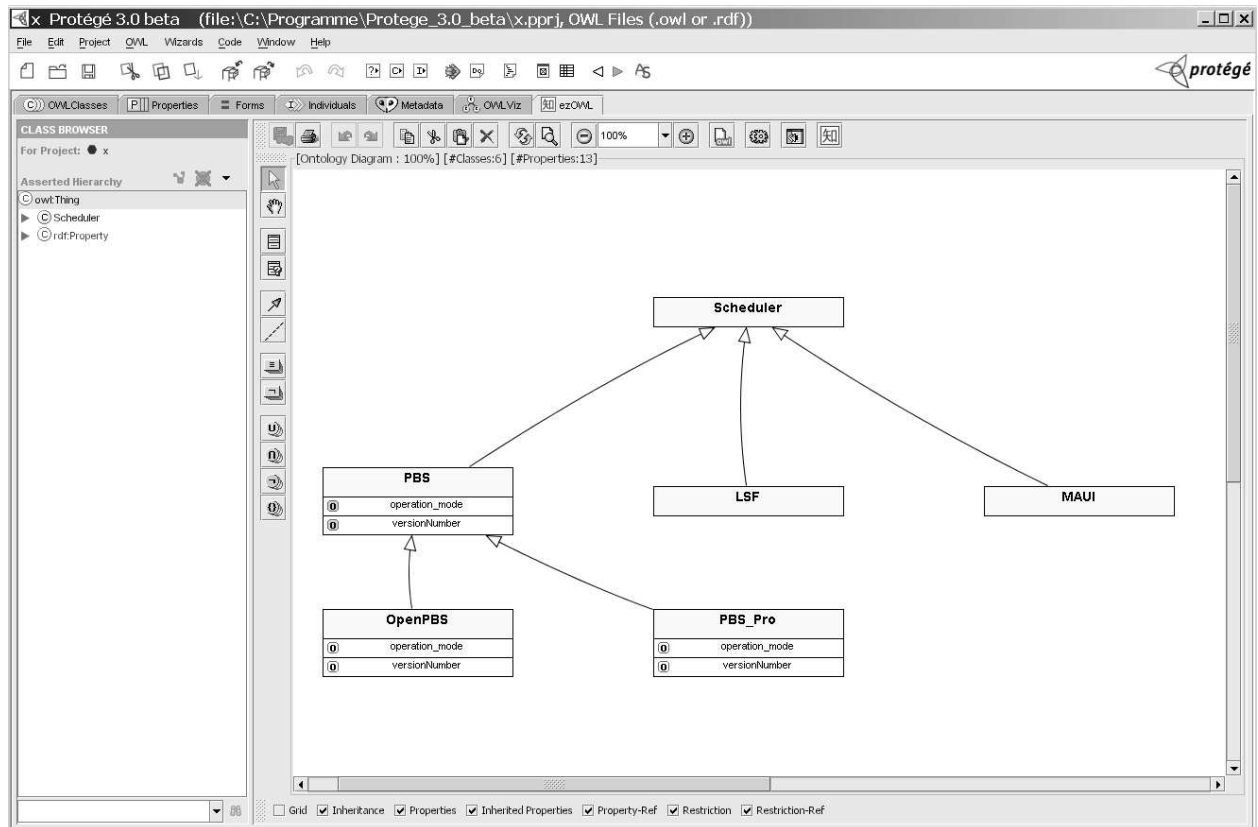 x Protégé 3.0 beta (file:\C:\Programme\Protege_3.0_beta\x.pprj, OWL Files (.owl or .rdf))
File Edit Project OWL Wizards Code Window Help
protégé
OWLClasses Properties Forms Individuals Metadata OWLViz 知 ezOWL
CLASS BROWSER
For Project: x
100%
知
[Ontology Diagram : 100%] [#Classes:6] [#Properties:13]
Asserted Hierarchy
C owl:Thing
C Scheduler
C rdf:Property
Scheduler
PBS
operation_mode
versionNumber
LSF
MAUI
OpenPBS
operation_mode
versionNumber
PBS_Pro
operation_mode
versionNumber
Grid Inheritance Properties Inherited Properties Property-Ref Restriction Restriction-Ref